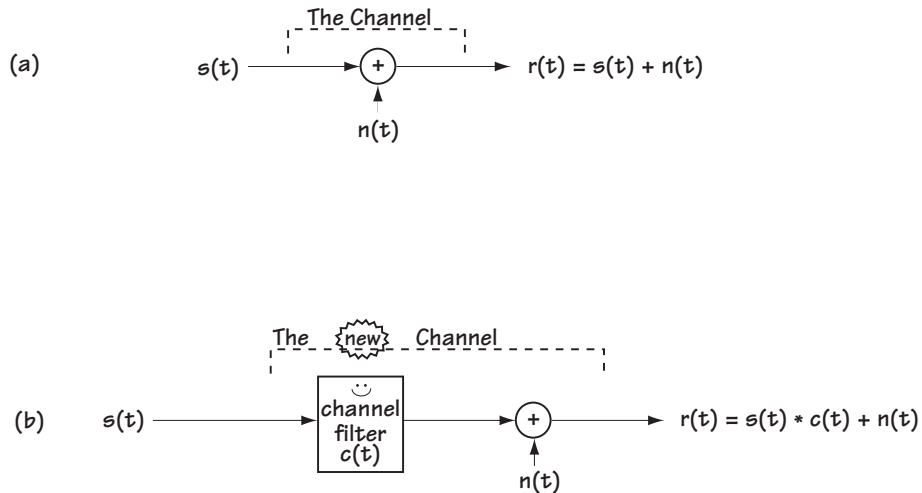 The Channel
(a) s(t) + r(t) = s(t) + n(t)
n(t)
The new Channel
(b) s(t) channel filter c(t) + r(t) = s(t) * c(t) + n(t)
n(t)